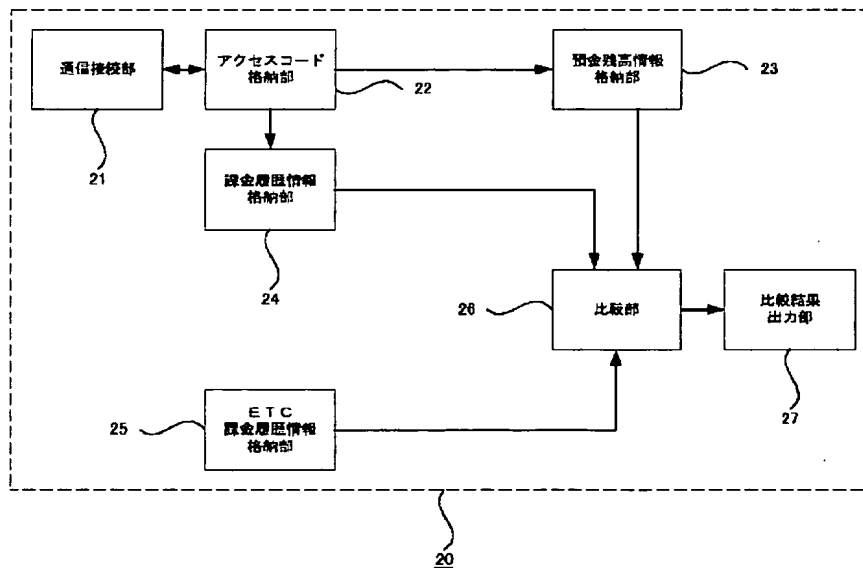 通信接続部
アクセスコード
格納部
22
預金残高情報
格納部
23
21
課金履歴情報
格納部
24
26
比較部
比較結果
出力部
27
25
ETC
課金履歴情報
格納部
20